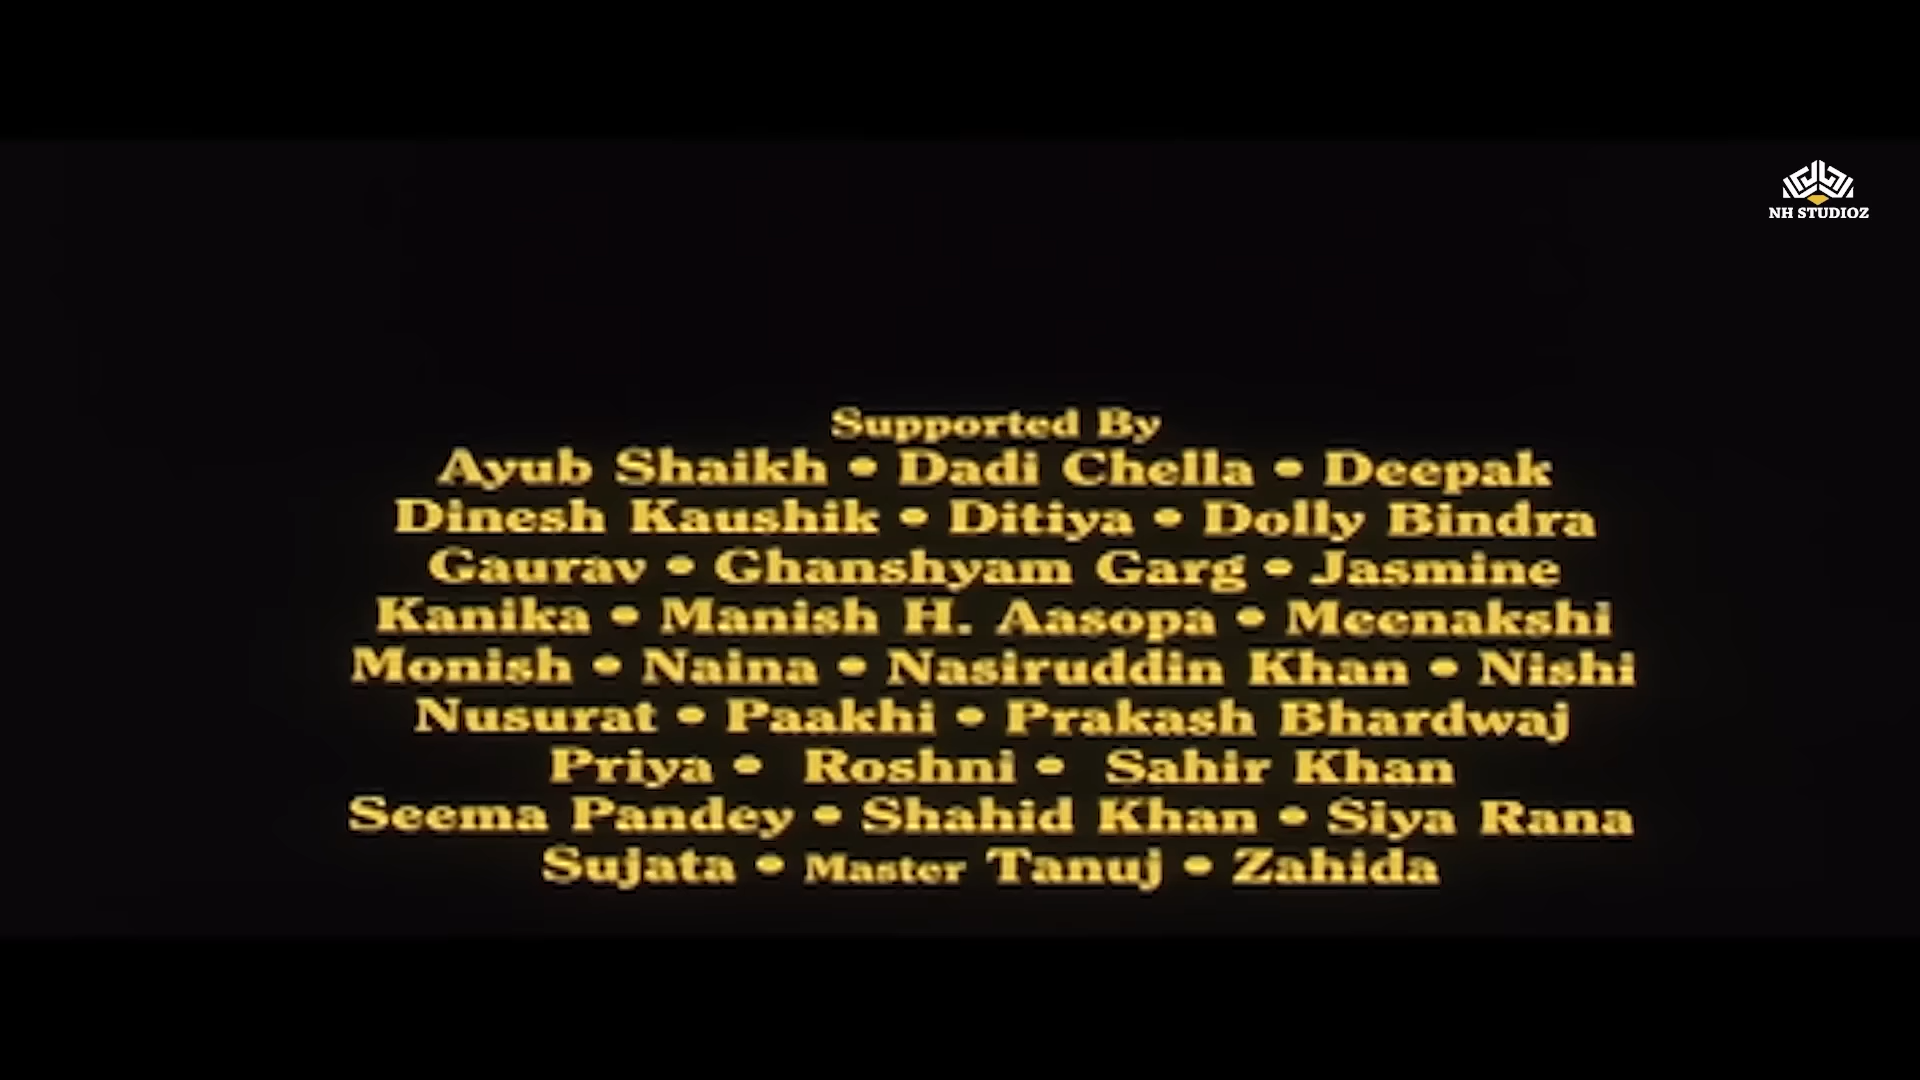 NH STUDIOZ
Supported By
Ayub Shaikh • Dadi Chella • Deepak
Dinesh Kaushik • Ditiya • Dolly Bindra
Gaurav • Ghanshyam Garg • Jasmine
Kanika • Manish H. Aasopa • Meenakshi
Monish • Naina • Nasiruddin Khan • Nishi
Nusurat • Paakhi • Prakash Bhardwaj
Priya • Roshni • Sahir Khan
Seema Pandey • Shahid Khan • Siya Rana
Sujata • Master Tanuj • Zahida